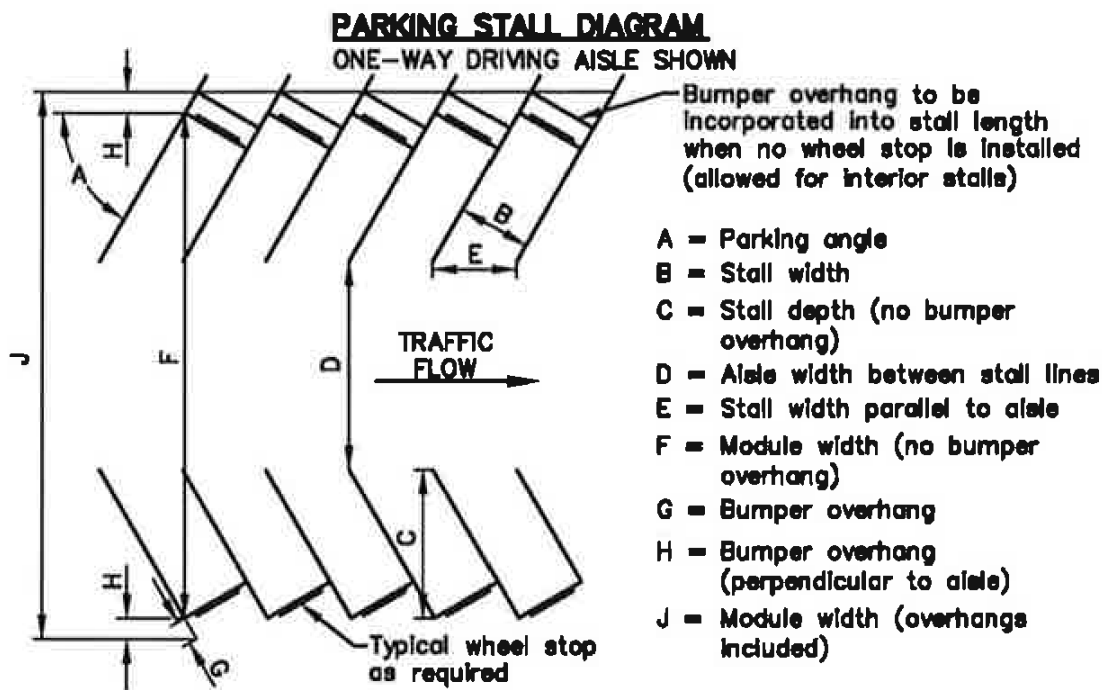 PARKING STALL DIAGRAM
ONE-WAY DRIVING AISLE SHOWN
Bumper overhang to be
incorporated into stall length
when no wheel stop is installed
(allowed for interior stalls)
H
A
B
E
A = Parking angle
B = Stall width
C = Stall depth (no bumper
overhang)
D = Aisle width between stall lines
E = Stall width parallel to aisle
F = Module width (no bumper
overhang)
G = Bumper overhang
H = Bumper overhang
(perpendicular to aisle)
J = Module width (overhangs
included)
J
F
D
TRAFFIC
FLOW
C
H
G
Typical wheel stop
as required